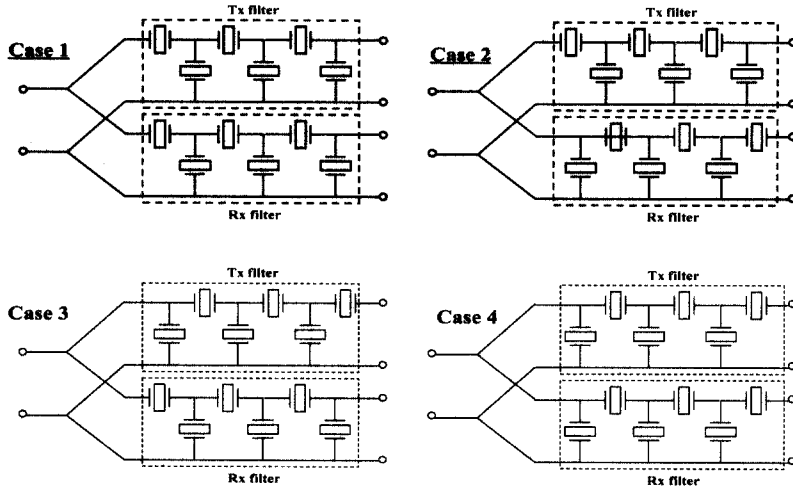 Tx filter
Case 1
Rx filter
Tx filter
Case 2
Rx filter
Tx filter
Case 3
Rx filter
Tx filter
Case 4
Rx filter